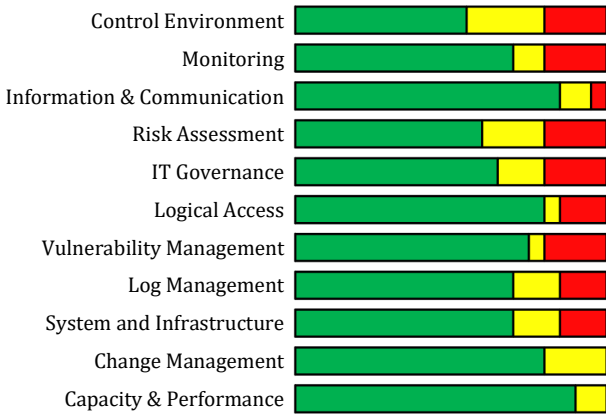 Control Environment
Monitoring
Information & Communication
Risk Assessment
IT Governance
Logical Access
Vulnerability Management
Log Management
System and Infrastructure
Change Management
Capacity & Performance